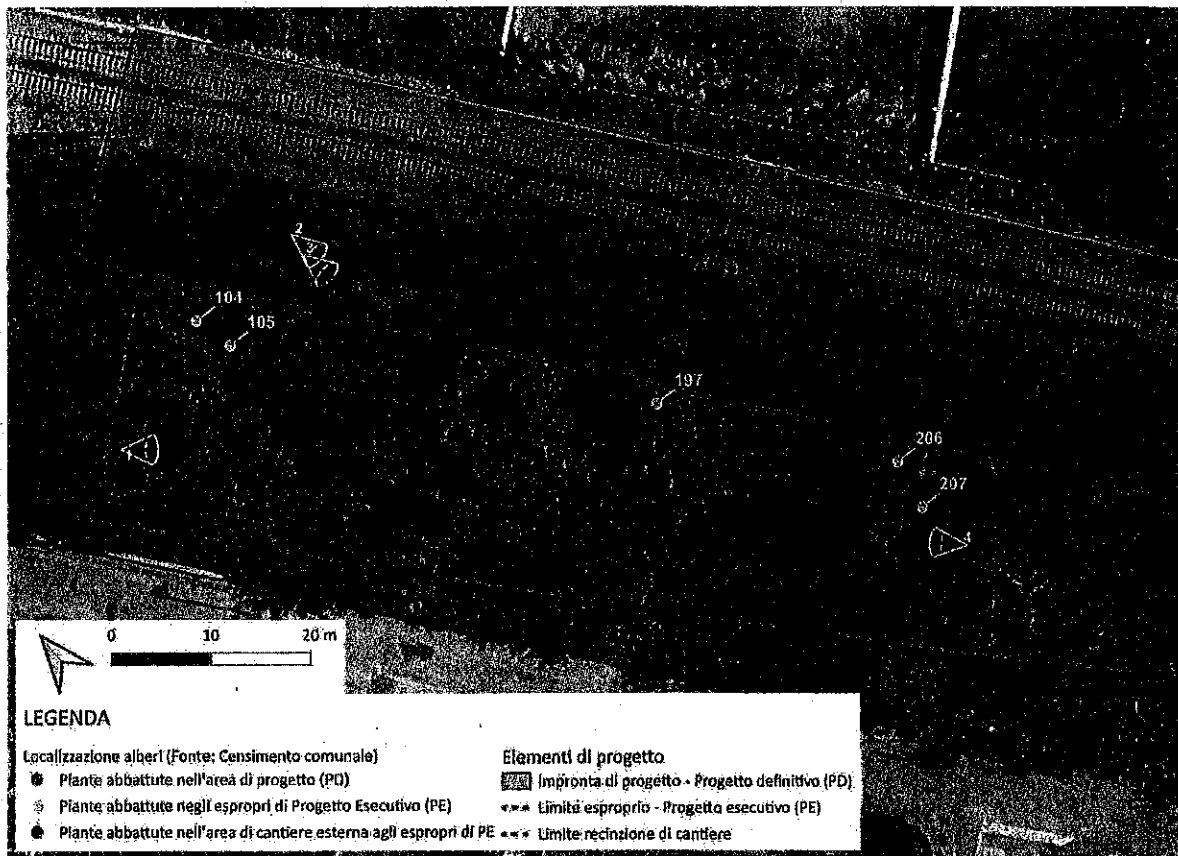 2
3
104
105
197
206
207
1
4
0 10 20 m
LEGENDA
Localizzazione alberi (Fonte: Censimento comunale)
Piante abbattute nell'area di progetto (PD)
Piante abbattute negli espropri di Progetto Esecutivo (PE)
Piante abbattute nell'area di cantiere esterna agli espropri di PE
Elementi di progetto
Impronta di progetto - Progetto definitivo (PD)
Limite esproprio - Progetto esecutivo (PE)
Limite recinzione di cantiere